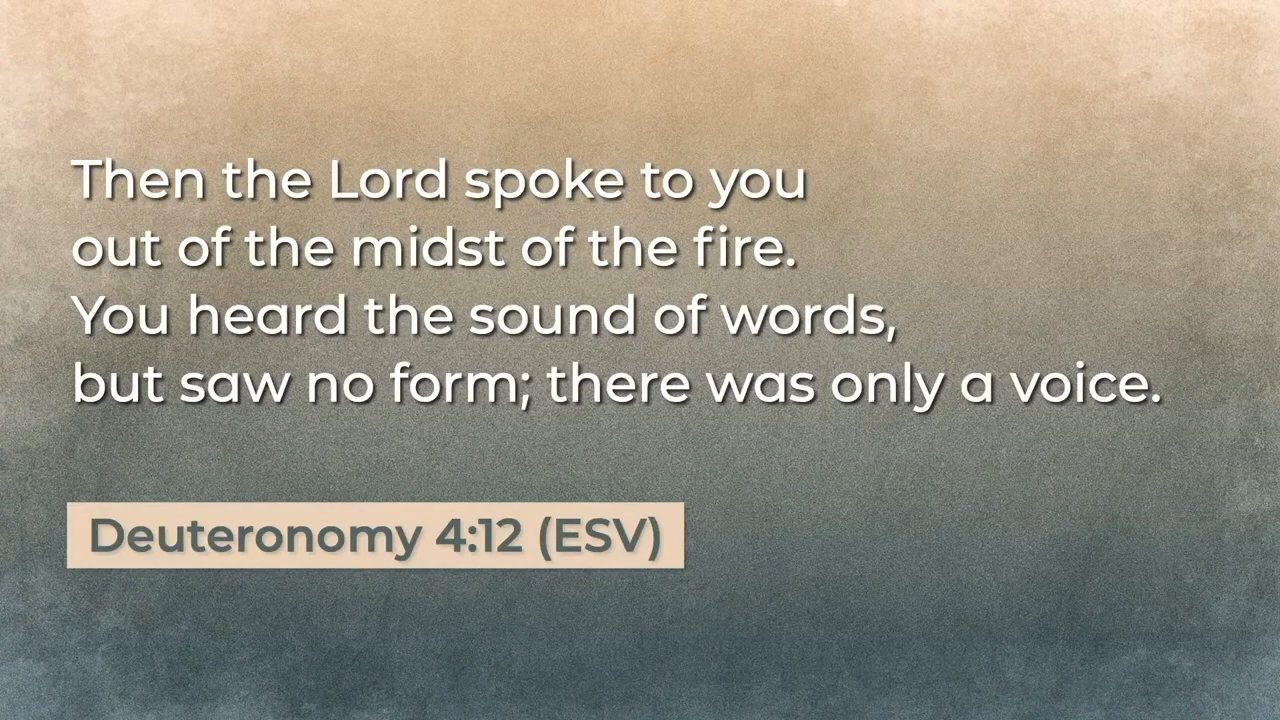 Then the Lord spoke to you
out of the midst of the fire.
You heard the sound of words,
but saw no form; there was only a voice.
Deuteronomy 4:12 (ESV)